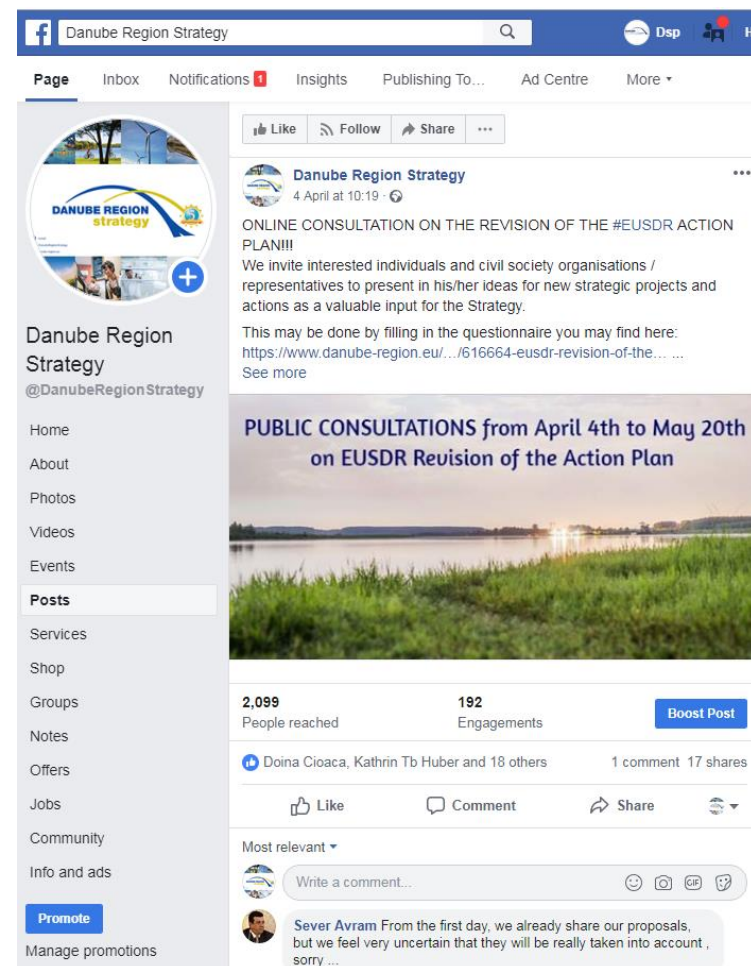 Danube Region Strategy
Dsp
H
Page Inbox Notifications 1 Insights Publishing To… Ad Centre More
Like Follow Share ...
DANUBE REGION
strategy
Danube Region Strategy
4 April at 10:19 ·
ONLINE CONSULTATION ON THE REVISION OF THE #EUSDR ACTION
PLAN!!!
We invite interested individuals and civil society organisations /
representatives to present in his/her ideas for new strategic projects and
actions as a valuable input for the Strategy.
This may be done by filling in the questionnaire you may find here:
https://www.danube-region.eu/…/616664-eusdr-revision-of-the… ...
See more
Danube Region
Strategy
@DanubeRegionStrategy
Home
About
Photos
Videos
Events
Posts
Services
Shop
Groups
Notes
Offers
Jobs
Community
Info and ads
Promote
Manage promotions
PUBLIC CONSULTATIONS from April 4th to May 20th
on EUSDR Revision of the Action Plan
2,099
People reached
192
Engagements
Boost Post
Doina Cioaca, Kathrin Tb Huber and 18 others
1 comment 17 shares
Like Comment Share
Most relevant
Write a comment...
GIF
Sever Avram From the first day, we already share our proposals,
but we feel very uncertain that they will be really taken into account ,
sorry ...